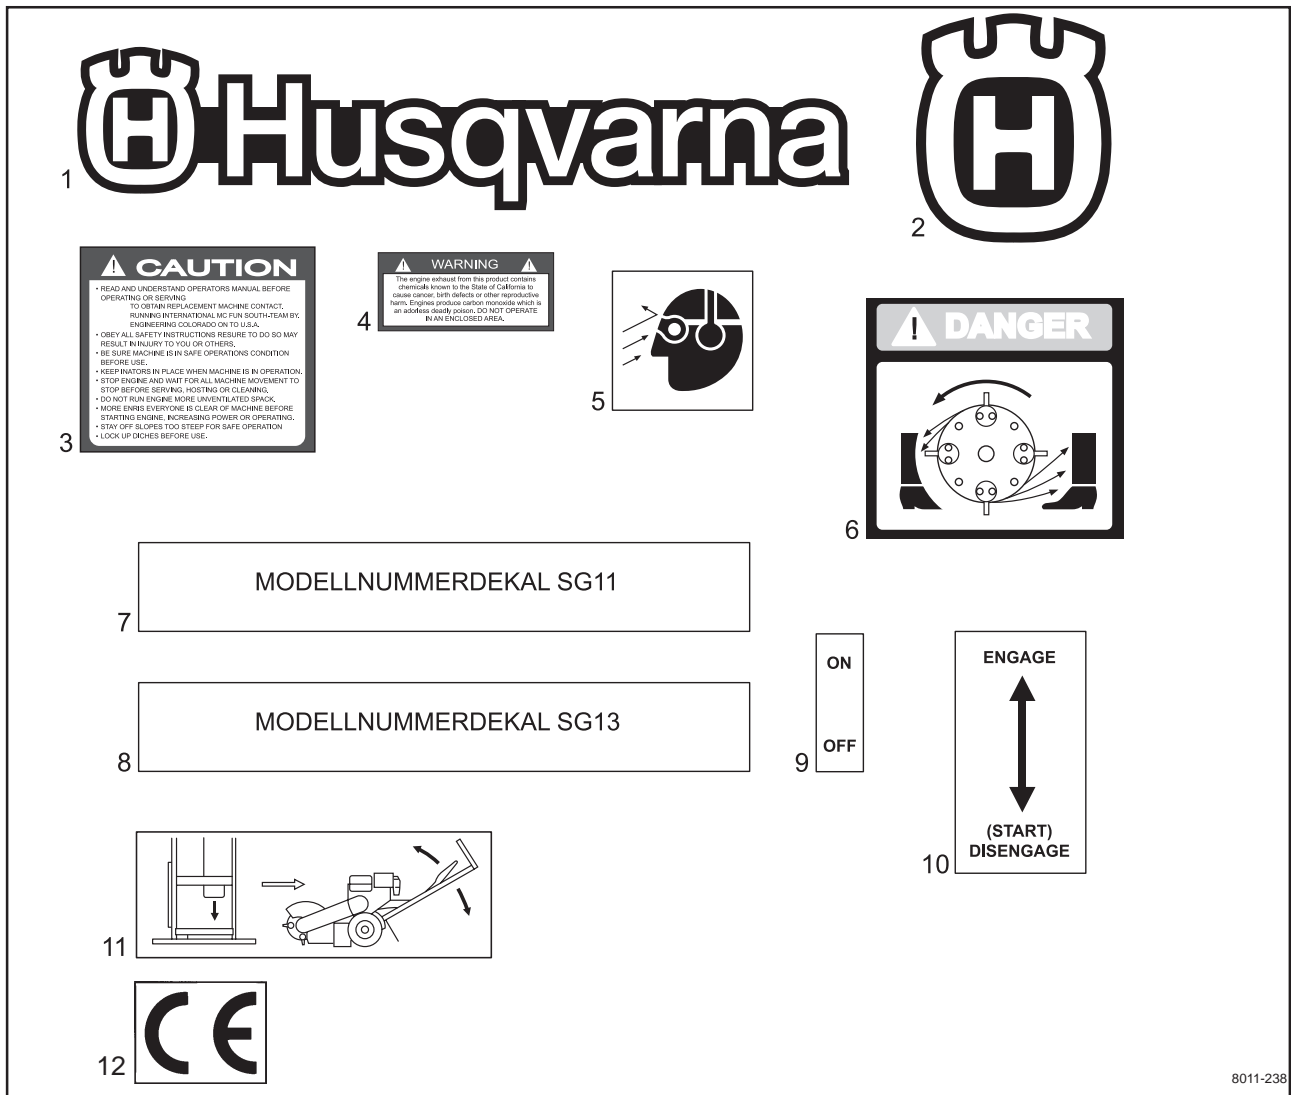 H Husqvarna
1
H
2
CAUTION
• READ AND UNDERSTAND OPERATORS MANUAL BEFORE
OPERATING OR SERVING
TO OBTAIN REPLACEMENT MACHINE CONTACT,
RUNNING INTERNATIONAL MC FUN SOUTH-TEAM BY.
ENGINEERING COLORADO ON TO U.S.A.
• OBEY ALL SAFETY INSTRUCTIONS RESURE TO DO SO MAY
RESULT IN INJURY TO YOU OR OTHERS.
• BE SURE MACHINE IS IN SAFE OPERATIONS CONDITION
BEFORE USE.
• KEEP INATORS IN PLACE WHEN MACHINE IS IN OPERATION.
• STOP ENGINE AND WAIT FOR ALL MACHINE MOVEMENT TO
STOP BEFORE SERVING, HOSTING OR CLEANING,
• DO NOT RUN ENGINE MORE UNVENTILATED SPACK.
• MORE ENRIS EVERYONE IS CLEAR OF MACHINE BEFORE
STARTING ENGINE, INCREASING POWER OR OPERATING.
• STAY OFF SLOPES TOO STEEP FOR SAFE OPERATION
• LOCK UP DICHES BEFORE USE.
3
WARNING
The engine exhaust from this product contains
chemicals known to the State of California to
cause cancer, birth defects or other reproductive
harm. Engines produce carbon monoxide which is
an adorless deadly poison. DO NOT OPERATE
IN AN ENCLOSED AREA.
4
5
DANGER
6
MODELLNUMMERDEKAL SG11
7
MODELLNUMMERDEKAL SG13
8
ON
OFF
9
ENGAGE
(START)
DISENGAGE
10
11
CE
12
8011-238